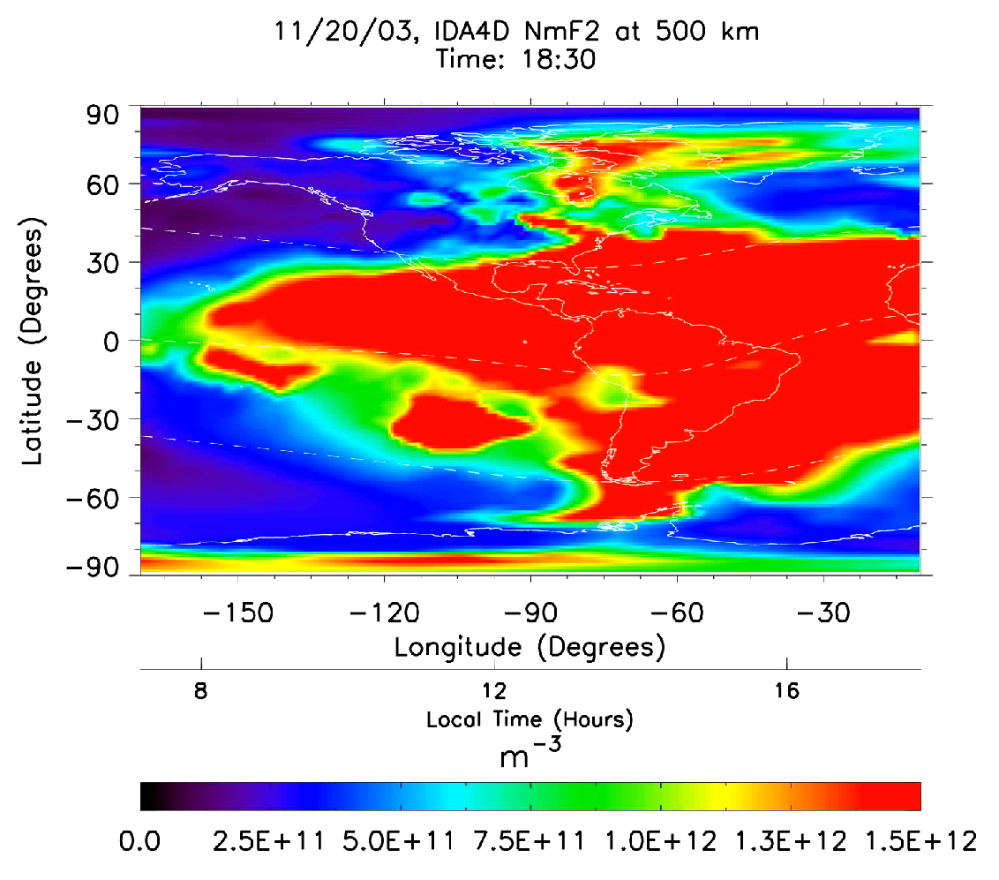 11/20/03, IDA4D NmF2 at 500 km
Time: 18:30
90
60
30
0
−30
−60
−90
Latitude (Degrees)
−150 −120 −90 −60 −30
Longitude (Degrees)
8 12 16
Local Time (Hours)
m⁻³
0.0 2.5E+11 5.0E+11 7.5E+11 1.0E+12 1.3E+12 1.5E+12